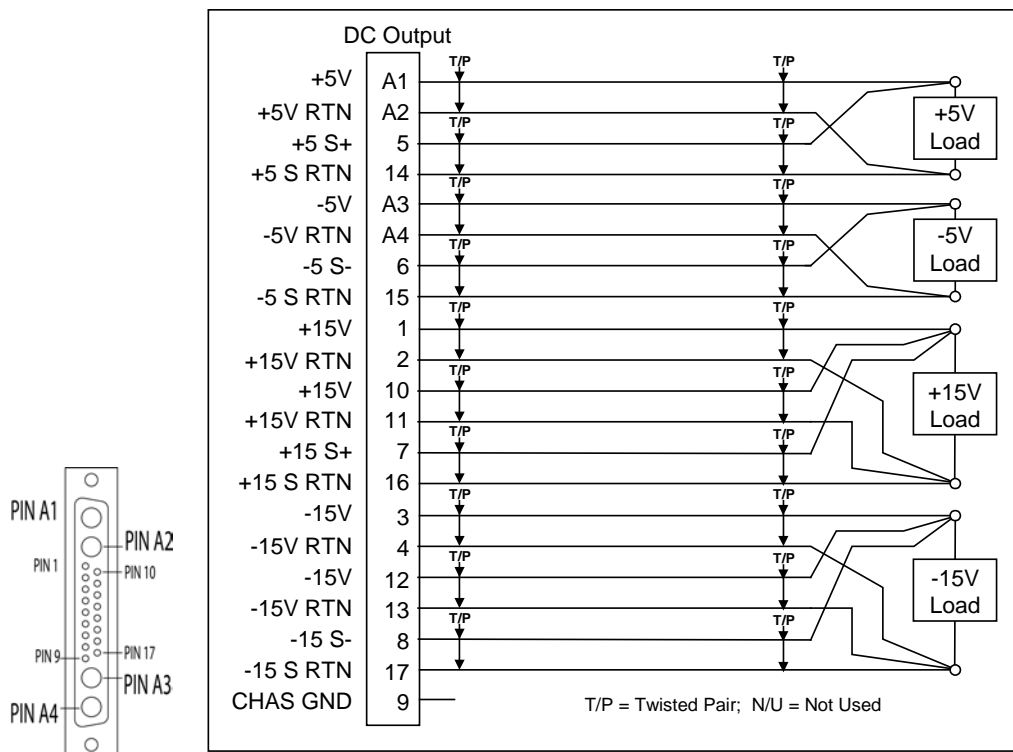 DC Output
T/P T/P
+5V A1
+5V RTN A2
T/P T/P
+5 S+ 5
+5 S RTN 14
+5V
Load
T/P T/P
-5V A3
-5V RTN A4
T/P T/P
-5 S- 6
-5 S RTN 15
-5V
Load
T/P T/P
+15V 1
+15V RTN 2
T/P T/P
+15V 10
+15V RTN 11
T/P T/P
+15 S+ 7
+15 S RTN 16
+15V
Load
T/P T/P
-15V 3
-15V RTN 4
T/P T/P
-15V 12
-15V RTN 13
T/P T/P
-15 S- 8
-15 S RTN 17
-15V
Load
CHAS GND 9
T/P = Twisted Pair; N/U = Not Used
PIN A1
PIN A2
PIN 1
PIN 10
PIN 9
PIN 17
PIN A3
PIN A4